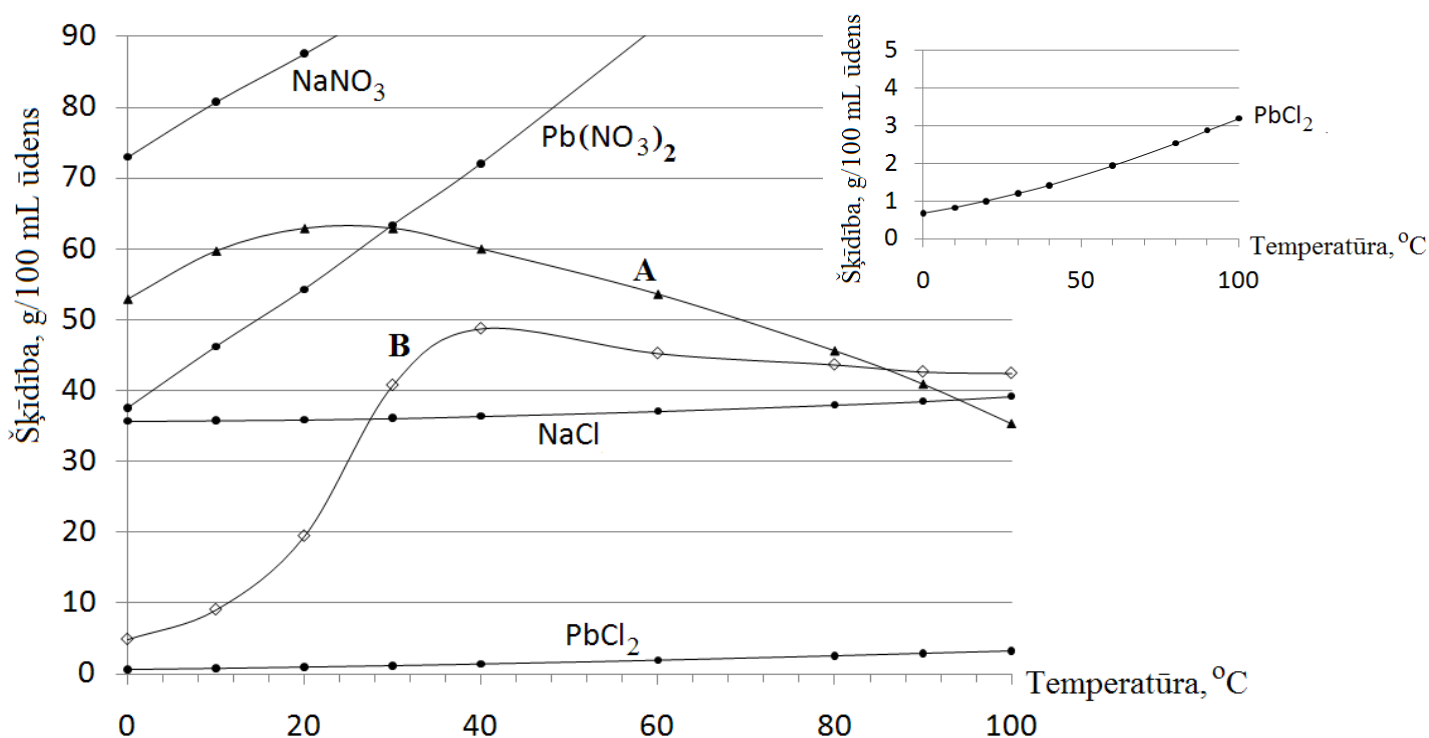 Šķīdība, g/100 mL ūdens
90
80
70
60
50
40
30
20
10
0
NaNO₃
Pb(NO₃)₂
A
B
NaCl
PbCl₂
0 20 40 60 80 100
Temperatūra, °C
Šķīdība, g/100 mL ūdens
5
4
3
2
1
0
PbCl₂
0 50 100
Temperatūra, °C